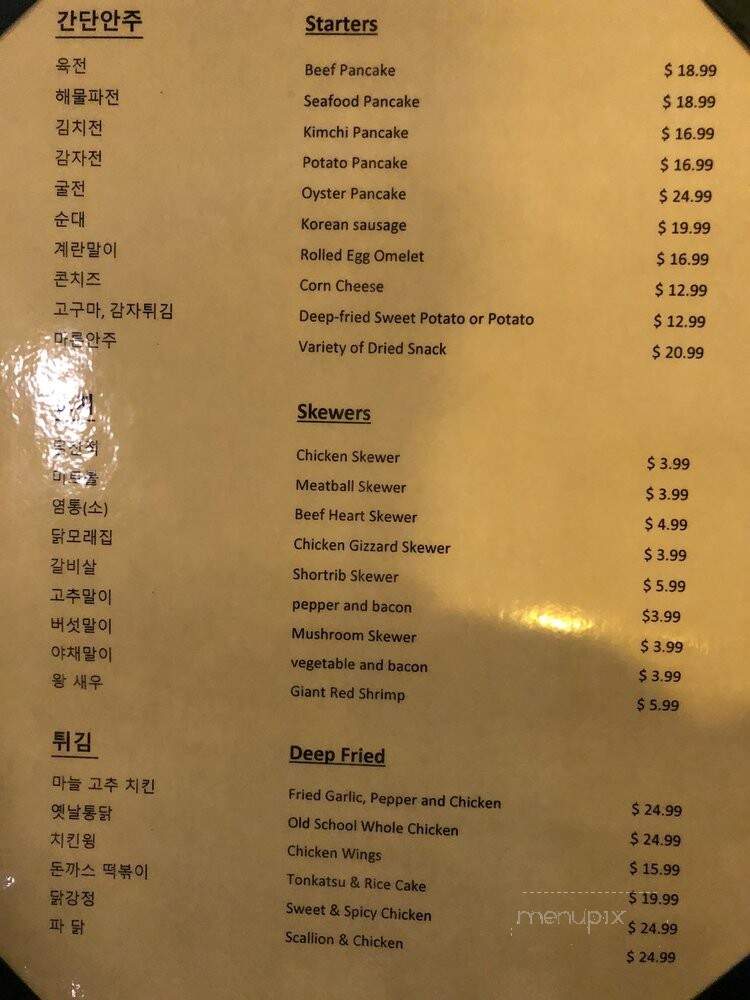 간단안주 Starters
육전 Beef Pancake $ 18.99
해물파전 Seafood Pancake $ 18.99
김치전 Kimchi Pancake $ 16.99
감자전 Potato Pancake $ 16.99
굴전 Oyster Pancake $ 24.99
순대 Korean sausage $ 19.99
계란말이 Rolled Egg Omelet $ 16.99
콘치즈 Corn Cheese $ 12.99
고구마, 감자튀김 Deep-fried Sweet Potato or Potato $ 12.99
마른안주 Variety of Dried Snack $ 20.99
Skewers
Chicken Skewer $ 3.99
Meatball Skewer $ 3.99
염통(소) Beef Heart Skewer $ 4.99
닭모래집 Chicken Gizzard Skewer $ 3.99
갈비살 Shortrib Skewer $ 5.99
고추말이 pepper and bacon $3.99
버섯말이 Mushroom Skewer $ 3.99
야채말이 vegetable and bacon $ 3.99
왕 새우 Giant Red Shrimp $ 5.99
튀김 Deep Fried
마늘 고추 치킨 Fried Garlic, Pepper and Chicken $ 24.99
옛날통닭 Old School Whole Chicken $ 24.99
치킨윙 Chicken Wings $ 15.99
돈까스 떡볶이 Tonkatsu & Rice Cake $ 19.99
닭강정 Sweet & Spicy Chicken $ 24.99
파 닭 Scallion & Chicken $ 24.99
menupix